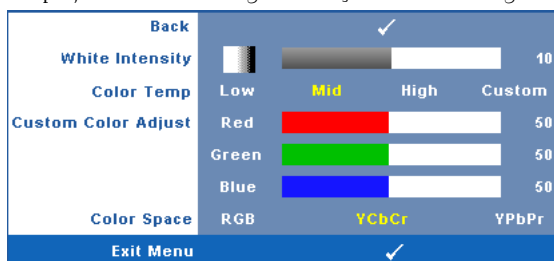 Back
White Intensity 10
Color Temp Low Mid High Custom
Custom Color Adjust Red 50
Green 50
Blue 50
Color Space RGB YCbCr YPbPr
Exit Menu